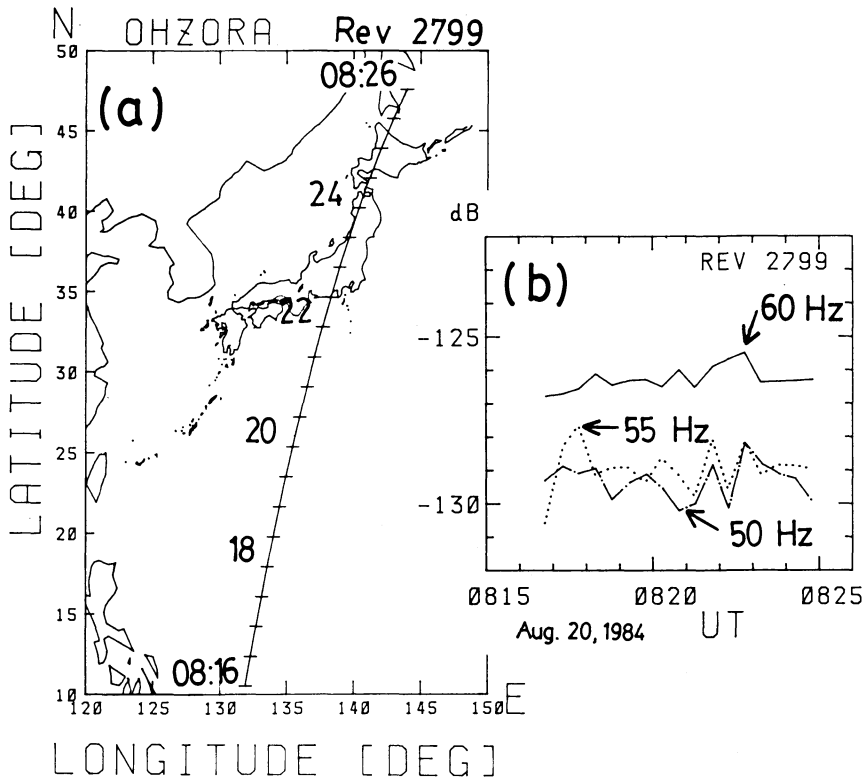 N OHZORA Rev 2799
50
45
40
35
30
25
20
15
10
LATITUDE [DEG]
(a)
08:26
24
22
20
18
08:16
120 125 130 135 140 145 150 E
LONGITUDE [DEG]
dB
-125
-130
(b)
REV 2799
60 Hz
55 Hz
50 Hz
0815 0820 0825
Aug. 20, 1984 UT